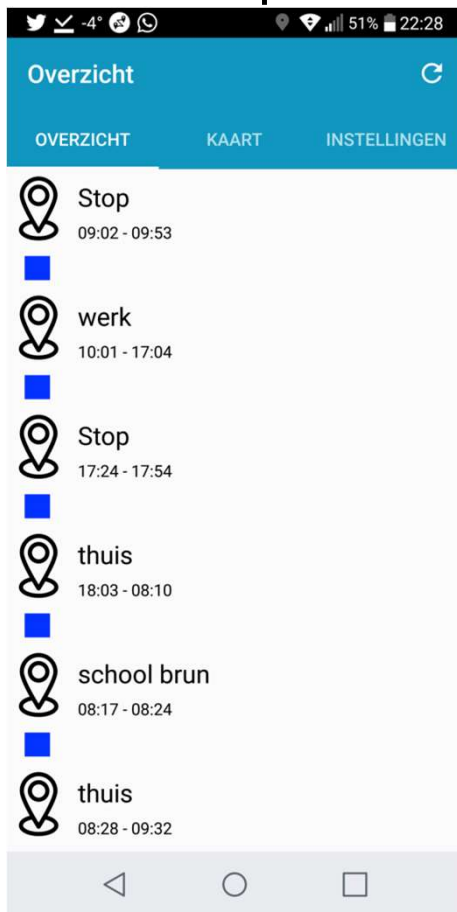 -4° 51% 22:28
Overzicht
OVERZICHT KAART INSTELLINGEN
Stop
09:02 - 09:53
werk
10:01 - 17:04
Stop
17:24 - 17:54
thuis
18:03 - 08:10
school brun
08:17 - 08:24
thuis
08:28 - 09:32